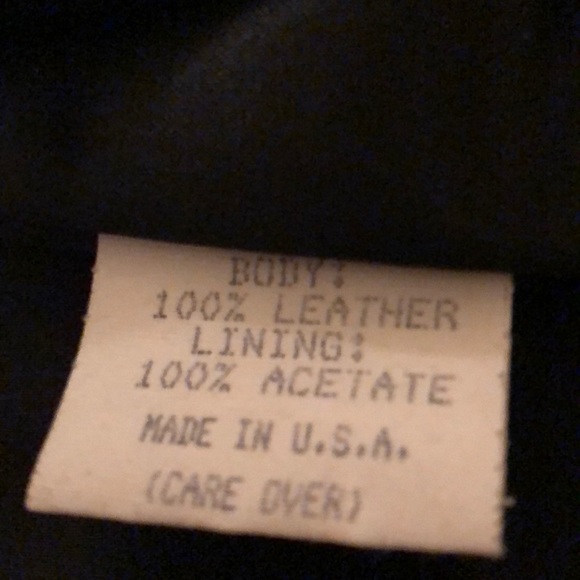 BODY:
100% LEATHER
LINING:
100% ACETATE
MADE IN U.S.A.
(CARE OVER)